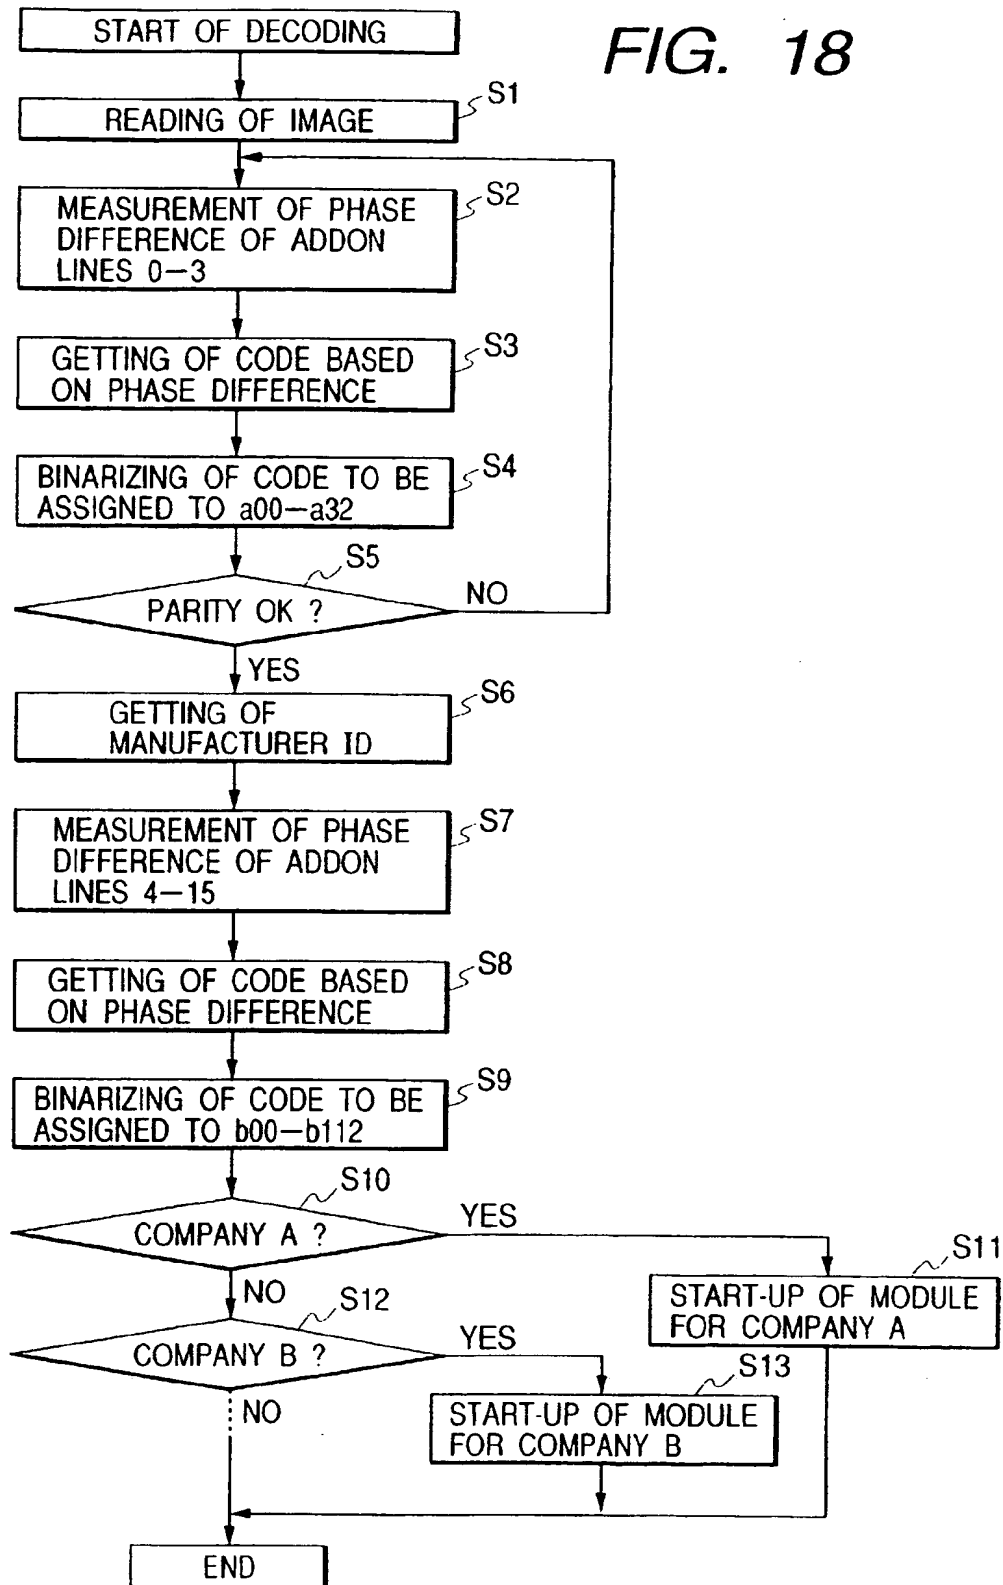 START OF DECODING
FIG. 18
S1
READING OF IMAGE
S2
MEASUREMENT OF PHASE
DIFFERENCE OF ADDON
LINES 0-3
S3
GETTING OF CODE BASED
ON PHASE DIFFERENCE
S4
BINARIZING OF CODE TO BE
ASSIGNED TO a00-a32
S5
PARITY OK ?
NO
YES
S6
GETTING OF
MANUFACTURER ID
S7
MEASUREMENT OF PHASE
DIFFERENCE OF ADDON
LINES 4-15
S8
GETTING OF CODE BASED
ON PHASE DIFFERENCE
S9
BINARIZING OF CODE TO BE
ASSIGNED TO b00-b112
S10
COMPANY A ?
YES
NO
S11
START-UP OF MODULE
FOR COMPANY A
S12
COMPANY B ?
YES
NO
S13
START-UP OF MODULE
FOR COMPANY B
END